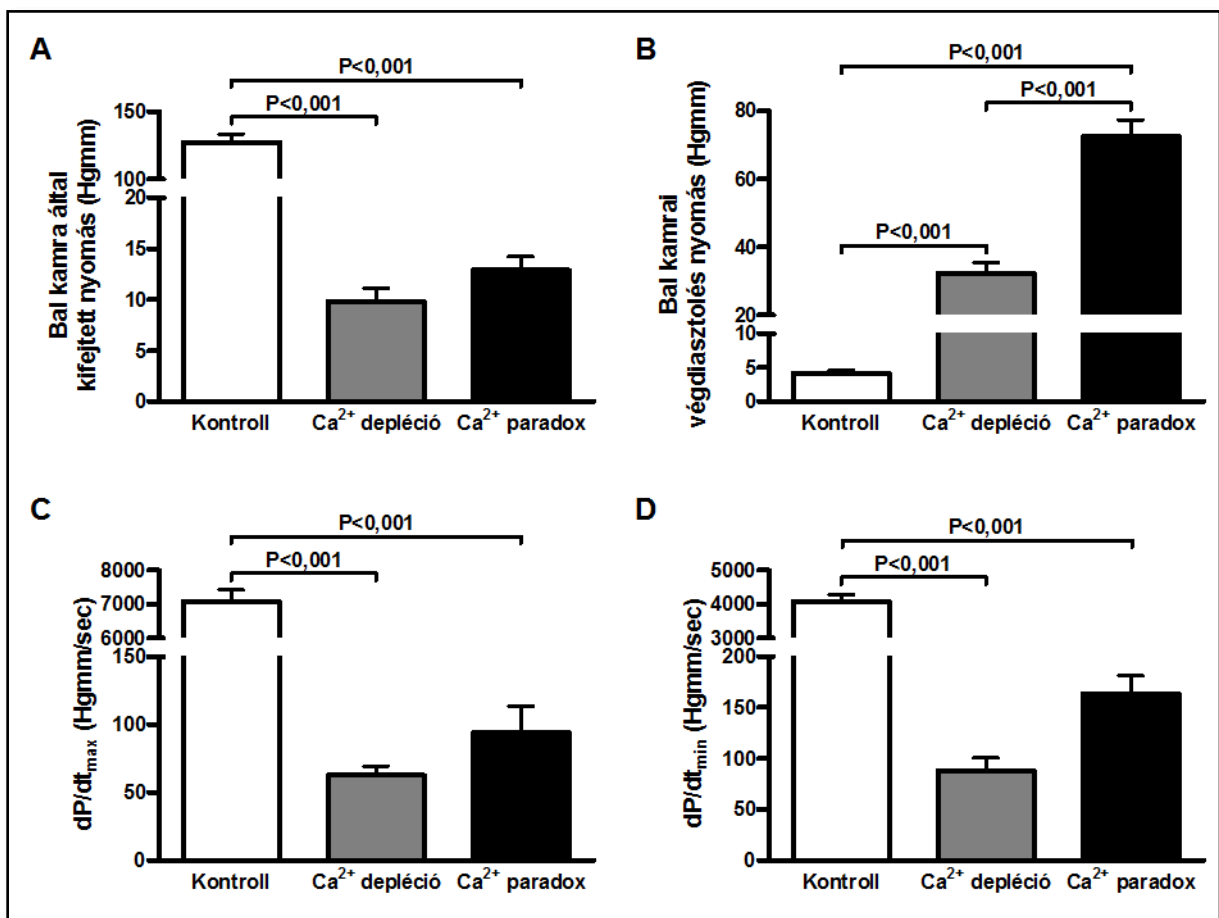 A
P<0,001
P<0,001
Bal kamra által
kifejtett nyomás (Hgmm)
150
100
20
15
10
5
0
Kontroll
Ca²⁺ depléció
Ca²⁺ paradox
B
P<0,001
P<0,001
P<0,001
Bal kamrai
végdiasztolés nyomás (Hgmm)
80
60
40
20
10
5
0
Kontroll
Ca²⁺ depléció
Ca²⁺ paradox
C
P<0,001
P<0,001
dP/dtmax (Hgmm/sec)
8000
7000
6000
150
100
50
0
Kontroll
Ca²⁺ depléció
Ca²⁺ paradox
D
P<0,001
P<0,001
dP/dtmin (Hgmm/sec)
5000
4000
3000
200
150
100
50
0
Kontroll
Ca²⁺ depléció
Ca²⁺ paradox